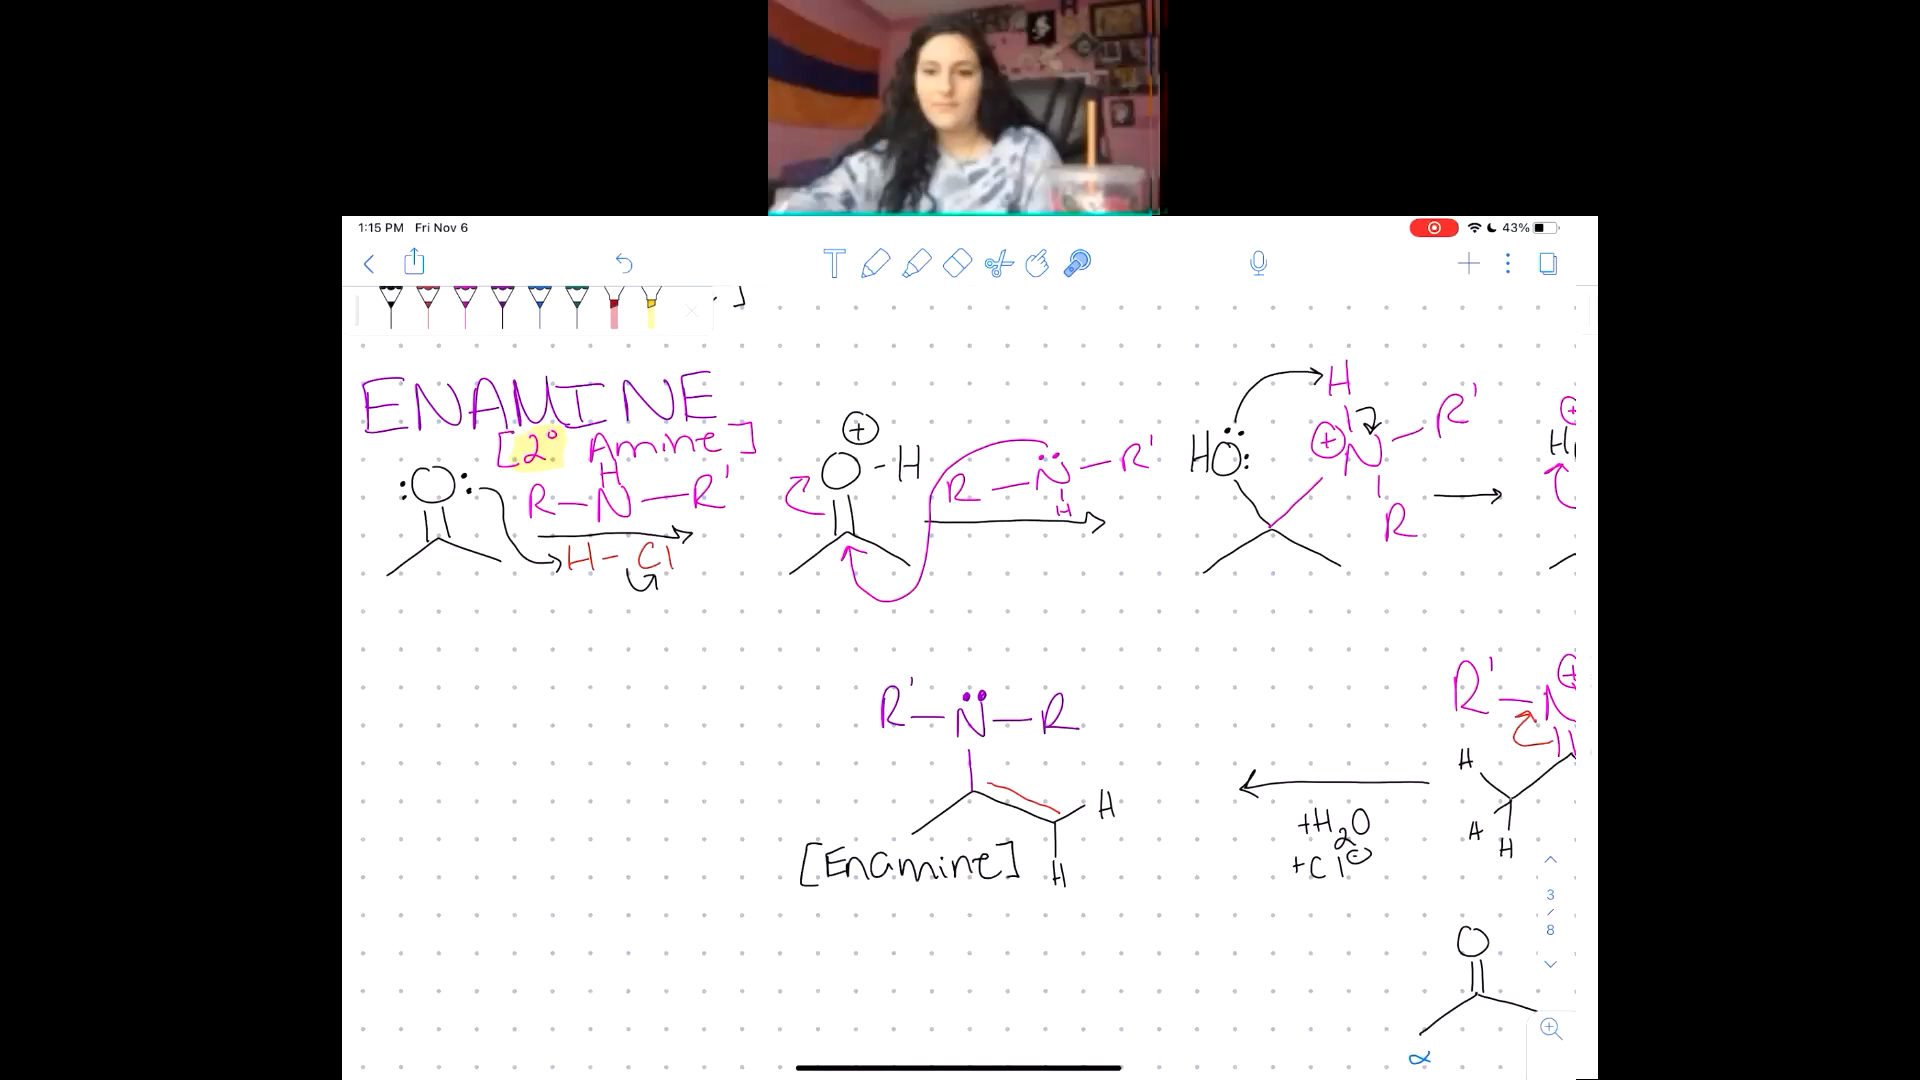 1:15 PM Fri Nov 6
43%
T
ENAMINE
[2° Amine]
:O:
H
R-N-R'
H-Cl
⊕
O-H
R-N-R'
H
H
HO:
⊕N-R'
R
⊕
H
R'-N̈-R
H
H
[Enamine]
R'-N
⊕
H
H
H
+H₂O
+Cl⊖
3
/
8
O
α